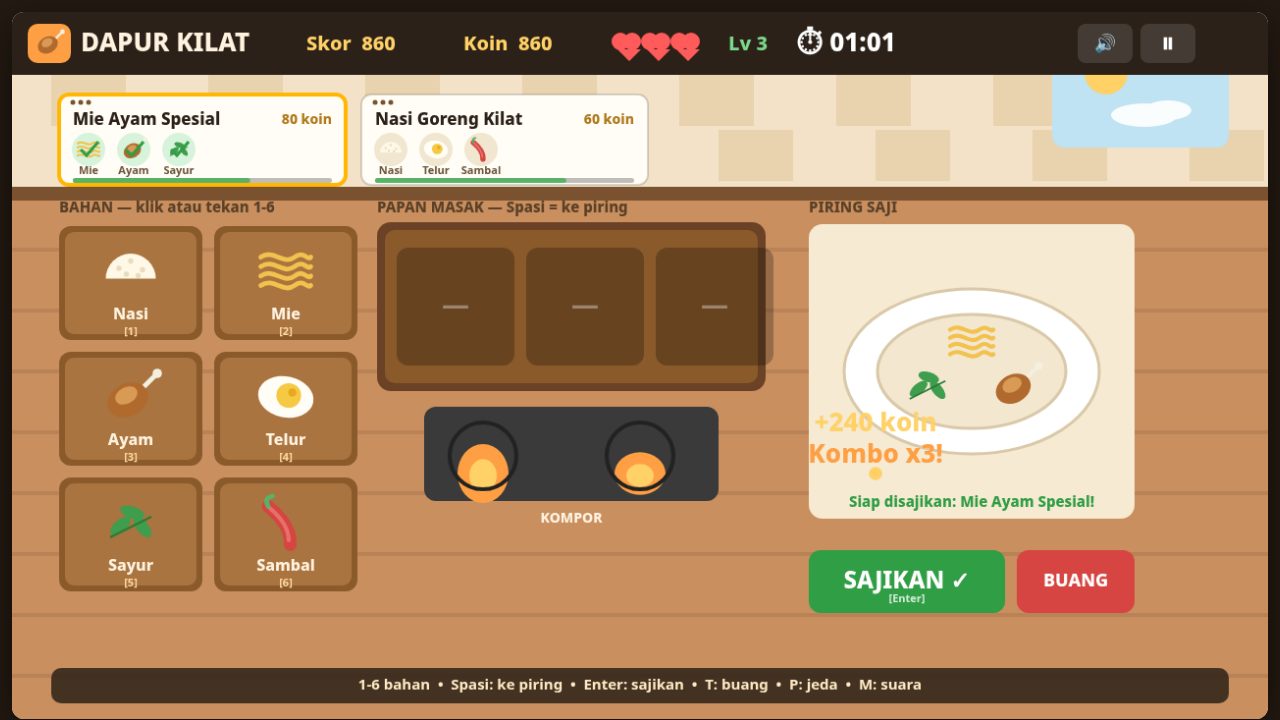 DAPUR KILAT
Skor 860
Koin 860
Lv 3
01:01
Mie Ayam Spesial
80 koin
Mie
Ayam
Sayur
Nasi Goreng Kilat
60 koin
Nasi
Telur
Sambal
BAHAN — klik atau tekan 1-6
PAPAN MASAK — Spasi = ke piring
PIRING SAJI
Nasi
[1]
Mie
[2]
Ayam
[3]
Telur
[4]
Sayur
[5]
Sambal
[6]
—
—
—
KOMPOR
+240 koin
Kombo x3!
Siap disajikan: Mie Ayam Spesial!
SAJIKAN ✓
[Enter]
BUANG
1-6 bahan • Spasi: ke piring • Enter: sajikan • T: buang • P: jeda • M: suara